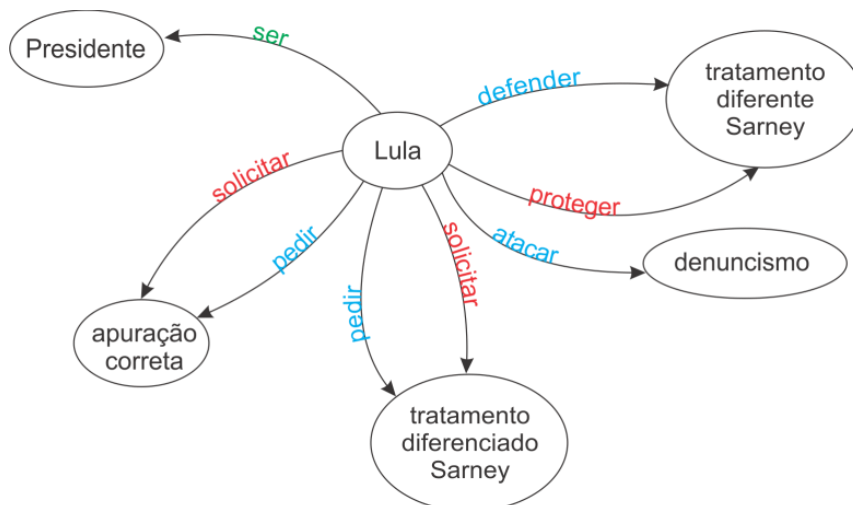 Presidente
ser
defender
tratamento
diferente
Sarney
Lula
solicitar
proteger
pedir
solicitar
atacar
denuncismo
pedir
apuração
correta
tratamento
diferenciado
Sarney